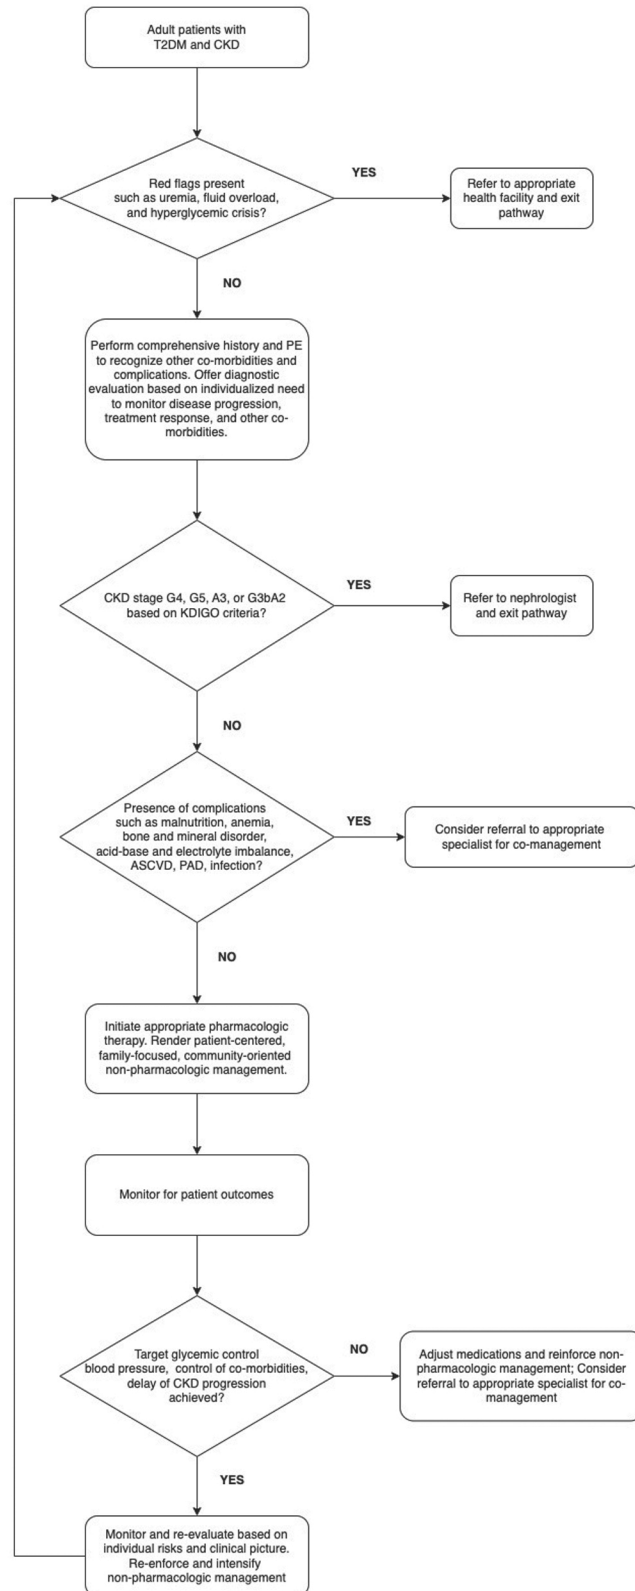 Adult patients with
T2DM and CKD
Red flags present
such as uremia, fluid overload,
and hyperglycemic crisis?
YES
Refer to appropriate
health facility and exit
pathway
NO
Perform comprehensive history and PE
to recognize other co-morbidities and
complications. Offer diagnostic
evaluation based on individualized need
to monitor disease progression,
treatment response, and other co-
morbidities.
CKD stage G4, G5, A3, or G3bA2
based on KDIGO criteria?
YES
Refer to nephrologist
and exit pathway
NO
Presence of complications
such as malnutrition, anemia,
bone and mineral disorder,
acid-base and electrolyte imbalance,
ASCVD, PAD, infection?
YES
Consider referral to appropriate
specialist for co-management
NO
Initiate appropriate pharmacologic
therapy. Render patient-centered,
family-focused, community-oriented
non-pharmacologic management.
Monitor for patient outcomes
Target glycemic control
blood pressure, control of co-morbidities,
delay of CKD progression
achieved?
NO
Adjust medications and reinforce non-
pharmacologic management; Consider
referral to appropriate specialist for co-
management
YES
Monitor and re-evaluate based on
individual risks and clinical picture.
Re-enforce and intensify
non-pharmacologic management